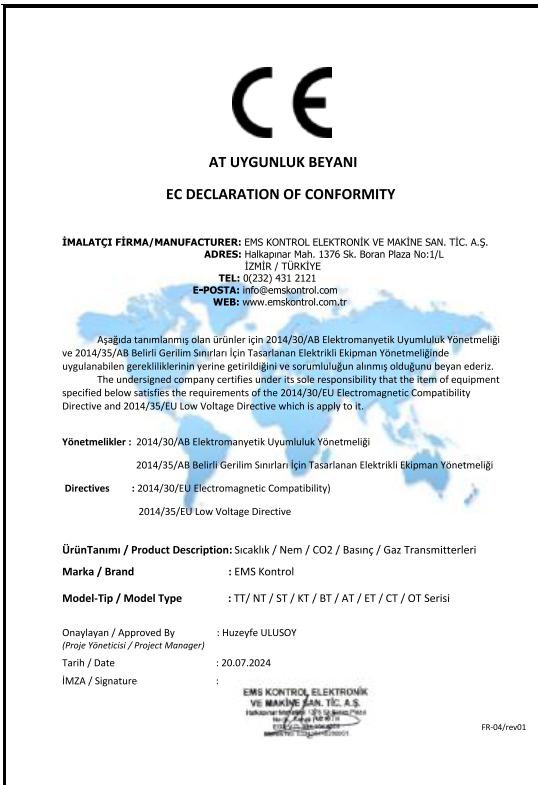 CE
AT UYGUNLUK BEYANI
EC DECLARATION OF CONFORMITY
İMALATÇI FİRMA/MANUFACTURER: EMS KONTROL ELEKTRONİK VE MAKİNE SAN. TİC. A.Ş.
ADRES: Halkapınar Mah. 1376 Sk. Boran Plaza No:1/L
İZMİR / TÜRKİYE
TEL: 0(232) 431 2121
E-POSTA: info@emskontrol.com
WEB: www.emskontrol.com.tr
Aşağıda tanımlanmış olan ürünler için 2014/30/AB Elektromanyetik Uyumluluk Yönetmeliği
ve 2014/35/AB Belirli Gerilim Sınırları İçin Tasarlanan Elektrikli Ekipman Yönetmeliğinde
uygulanabilen gerekliliklerinin yerine getirildiğini ve sorumluluğun alınmış olduğunu beyan ederiz.
The undersigned company certifies under its sole responsibility that the item of equipment
specified below satisfies the requirements of the 2014/30/EU Electromagnetic Compatibility
Directive and 2014/35/EU Low Voltage Directive which is apply to it.
Yönetmelikler : 2014/30/AB Elektromanyetik Uyumluluk Yönetmeliği
2014/35/AB Belirli Gerilim Sınırları İçin Tasarlanan Elektrikli Ekipman Yönetmeliği
Directives : 2014/30/EU Electromagnetic Compatibility)
2014/35/EU Low Voltage Directive
ÜrünTanımı / Product Description: Sıcaklık / Nem / CO2 / Basınç / Gaz Transmitterleri
Marka / Brand : EMS Kontrol
Model-Tip / Model Type : TT/ NT / ST / KT / BT / AT / ET / CT / OT Serisi
Onaylayan / Approved By : Huzeyfe ULUSOY
(Proje Yöneticisi / Project Manager)
Tarih / Date : 20.07.2024
İMZA / Signature :
EMS KONTROL ELEKTRONİK
VE MAKİNE SAN. TİC. A.Ş.
FR-04/rev01